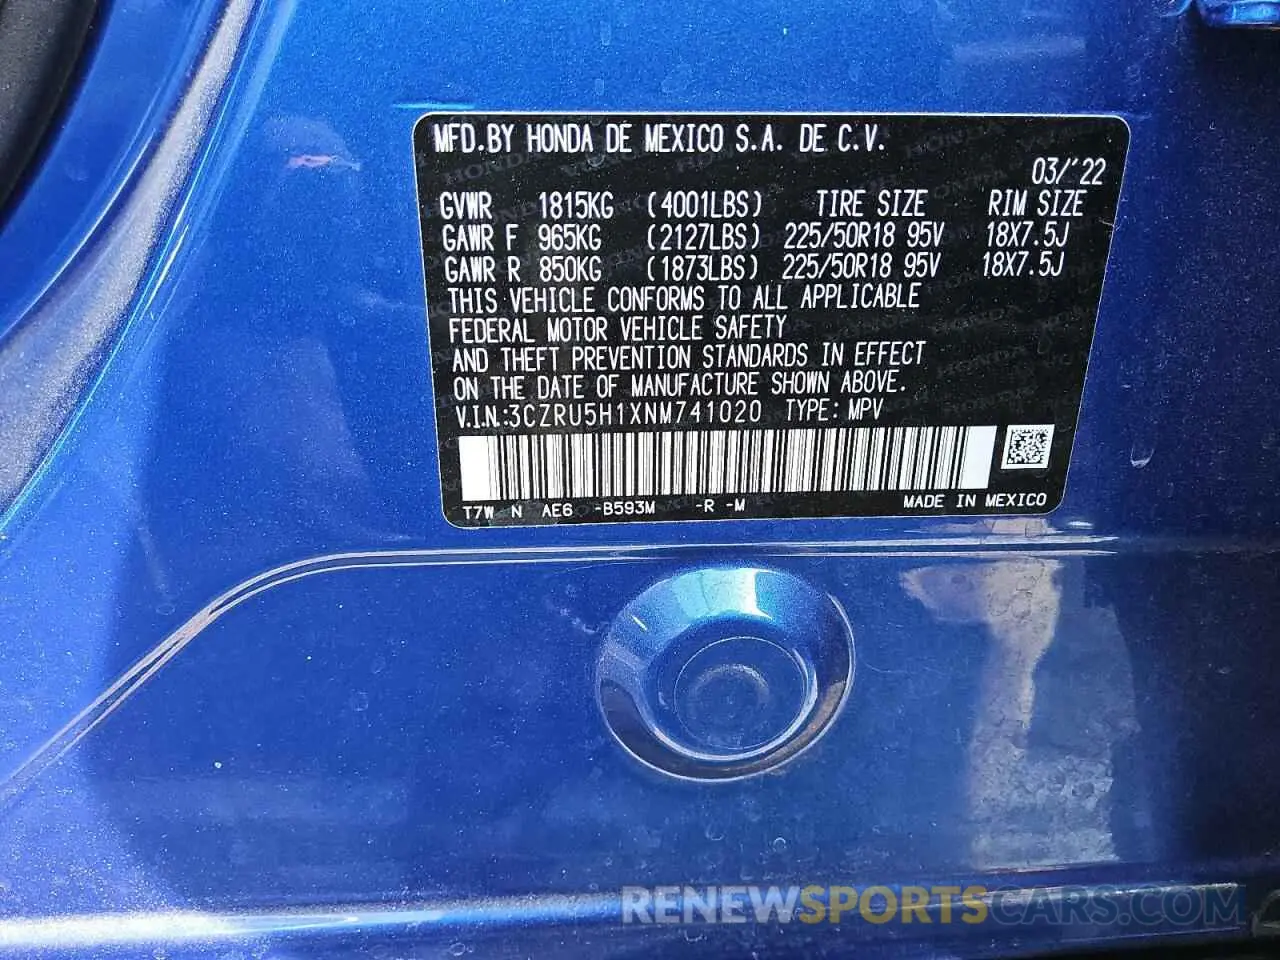 MFD.BY HONDA DE MEXICO S.A. DE C.V.
03/'22
GVWR 1815KG (4001LBS) TIRE SIZE RIM SIZE
GAWR F 965KG (2127LBS) 225/50R18 95V 18X7.5J
GAWR R 850KG (1873LBS) 225/50R18 95V 18X7.5J
THIS VEHICLE CONFORMS TO ALL APPLICABLE
FEDERAL MOTOR VEHICLE SAFETY
AND THEFT PREVENTION STANDARDS IN EFFECT
ON THE DATE OF MANUFACTURE SHOWN ABOVE.
V.I.N.:3CZRU5H1XNM741020 TYPE: MPV
T7W N AE6 -B593M -R -M MADE IN MEXICO
RENEWSPORTSCARS.COM